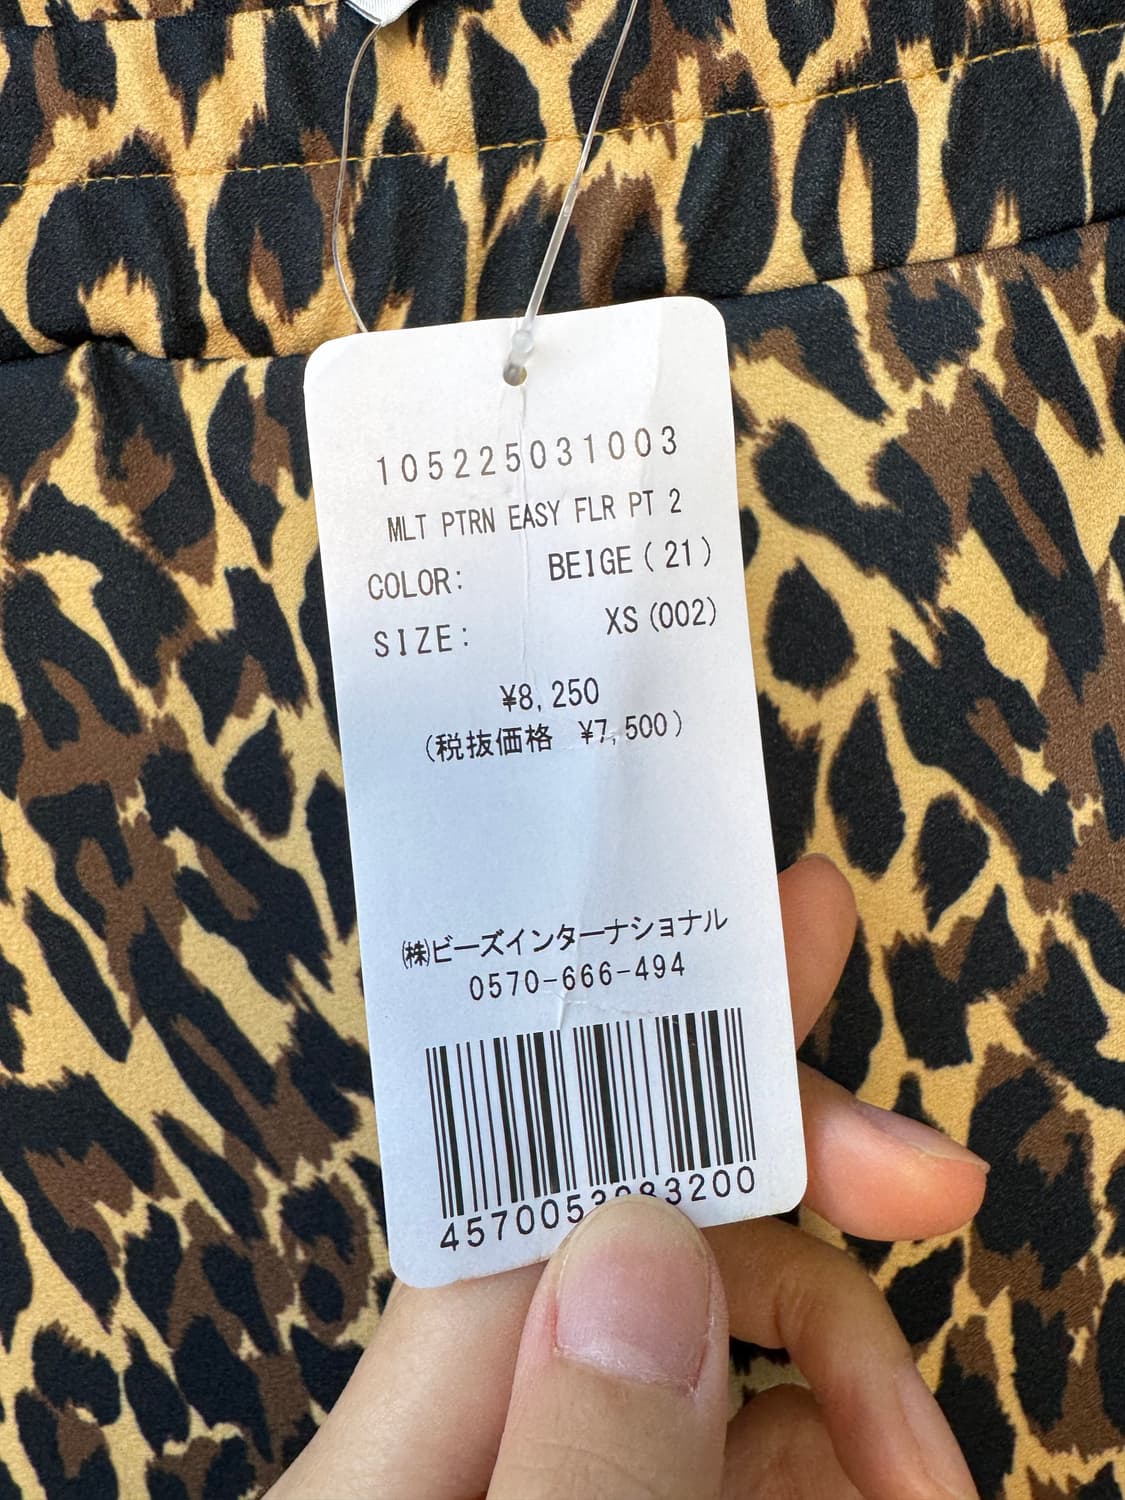 105225031003
MLT PTRN EASY FLR PT 2
COLOR: BEIGE(21)
SIZE: XS(002)
¥8,250
(税抜価格 ¥7,500)
㈱ビーズインターナショナル
0570-666-494